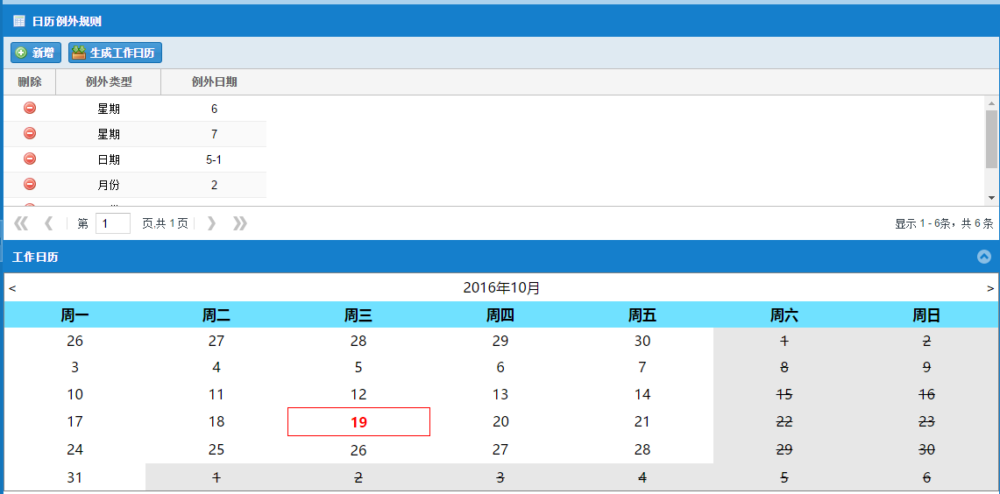 日历例外规则
新增 生成工作日历
删除 例外类型 例外日期
星期 6
星期 7
日期 5-1
月份 2
第 1 页,共 1 页 显示 1 - 6条，共 6 条
工作日历
< 2016年10月 >
周一 周二 周三 周四 周五 周六 周日
26 27 28 29 30 1 2
3 4 5 6 7 8 9
10 11 12 13 14 15 16
17 18 19 20 21 22 23
24 25 26 27 28 29 30
31 1 2 3 4 5 6